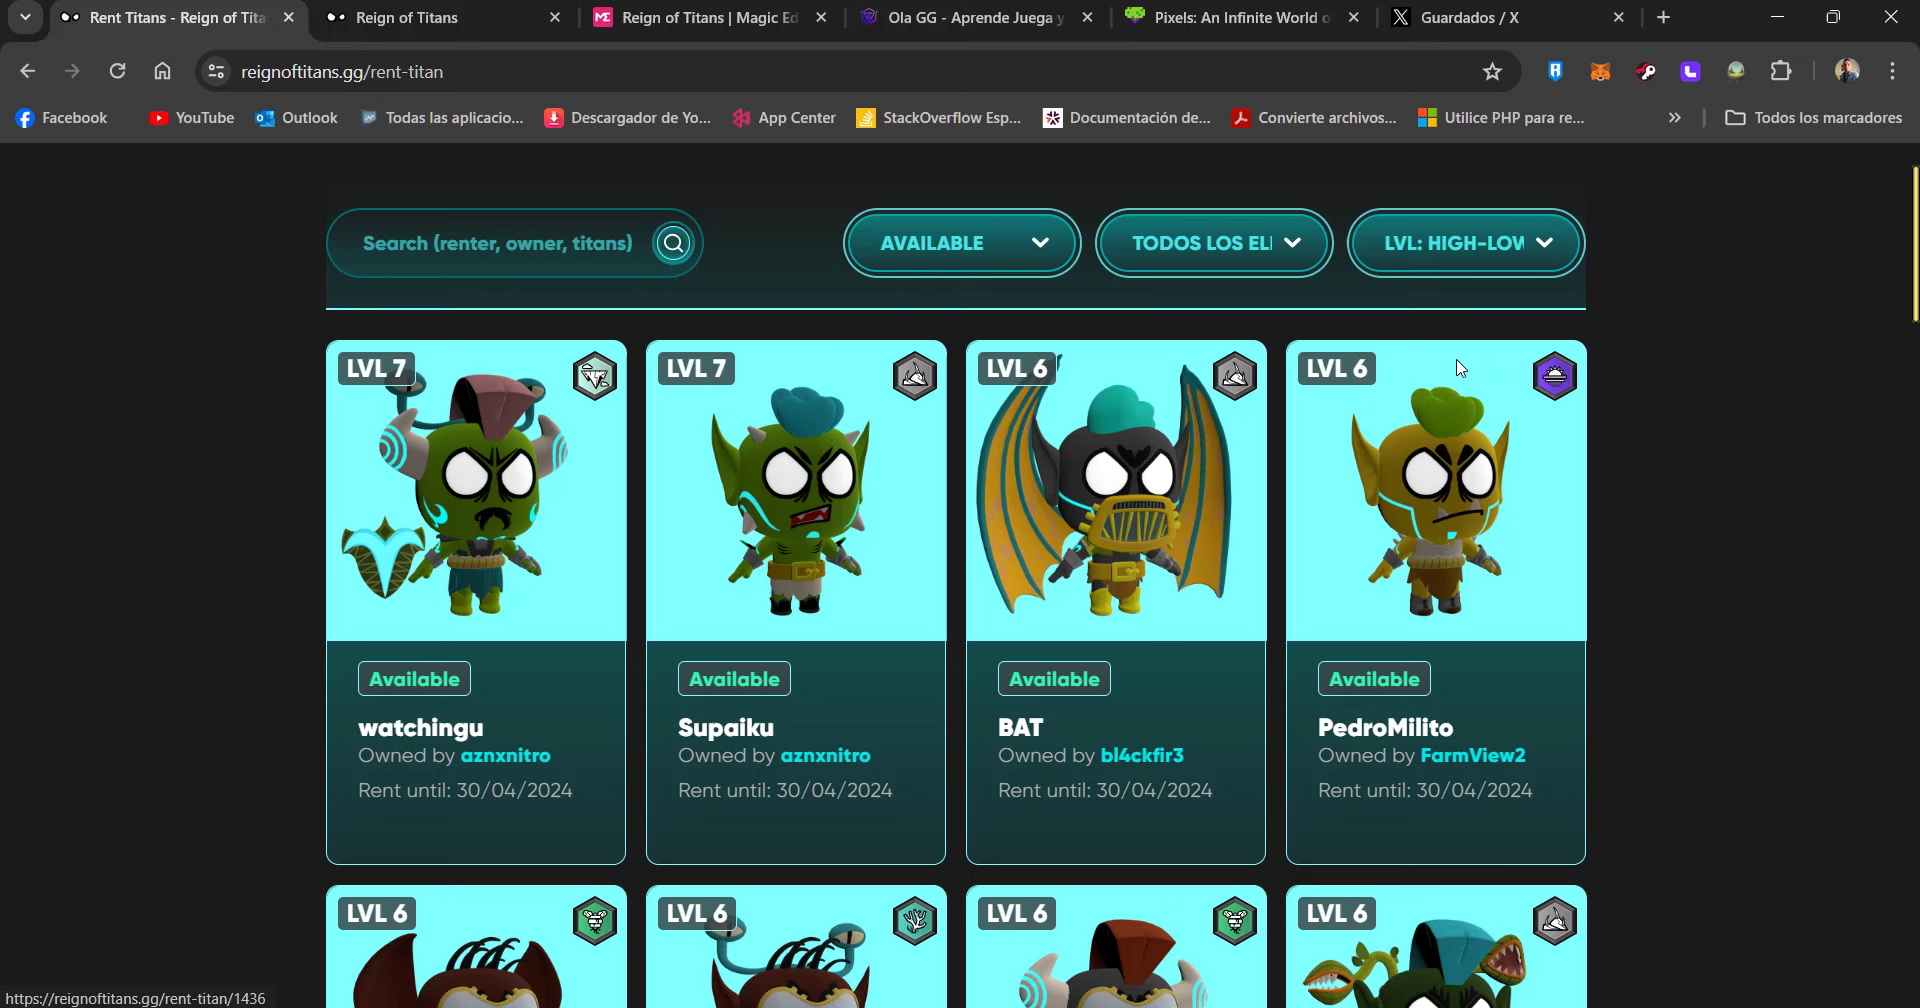 Rent Titans - Reign of Tita
Reign of Titans
ME
Reign of Titans | Magic Ed
Ola GG - Aprende Juega y
Pixels: An Infinite World o
Guardados / X
reignoftitans.gg/rent-titan
Facebook
YouTube
Outlook
Todas las aplicacio...
Descargador de Yo...
App Center
StackOverflow Esp...
Documentación de...
Convierte archivos...
Utilice PHP para re...
»
Todos los marcadores
Search (renter, owner, titans)
AVAILABLE
TODOS LOS ELI
LVL: HIGH-LOW
LVL 7
LVL 7
LVL 6
LVL 6
Available
Available
Available
Available
watchingu
Supaiku
BAT
PedroMilito
Owned by aznxnitro
Owned by aznxnitro
Owned by bl4ckfir3
Owned by FarmView2
Rent until: 30/04/2024
Rent until: 30/04/2024
Rent until: 30/04/2024
Rent until: 30/04/2024
LVL 6
LVL 6
LVL 6
LVL 6
https://reignoftitans.gg/rent-titan/1436